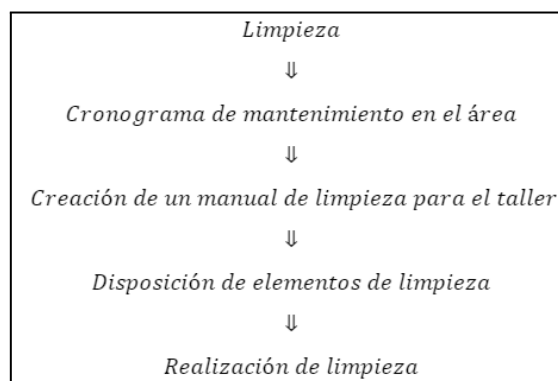 Limpieza
⇓
Cronograma de mantenimiento en el área
⇓
Creación de un manual de limpieza para el taller
⇓
Disposición de elementos de limpieza
⇓
Realización de limpieza